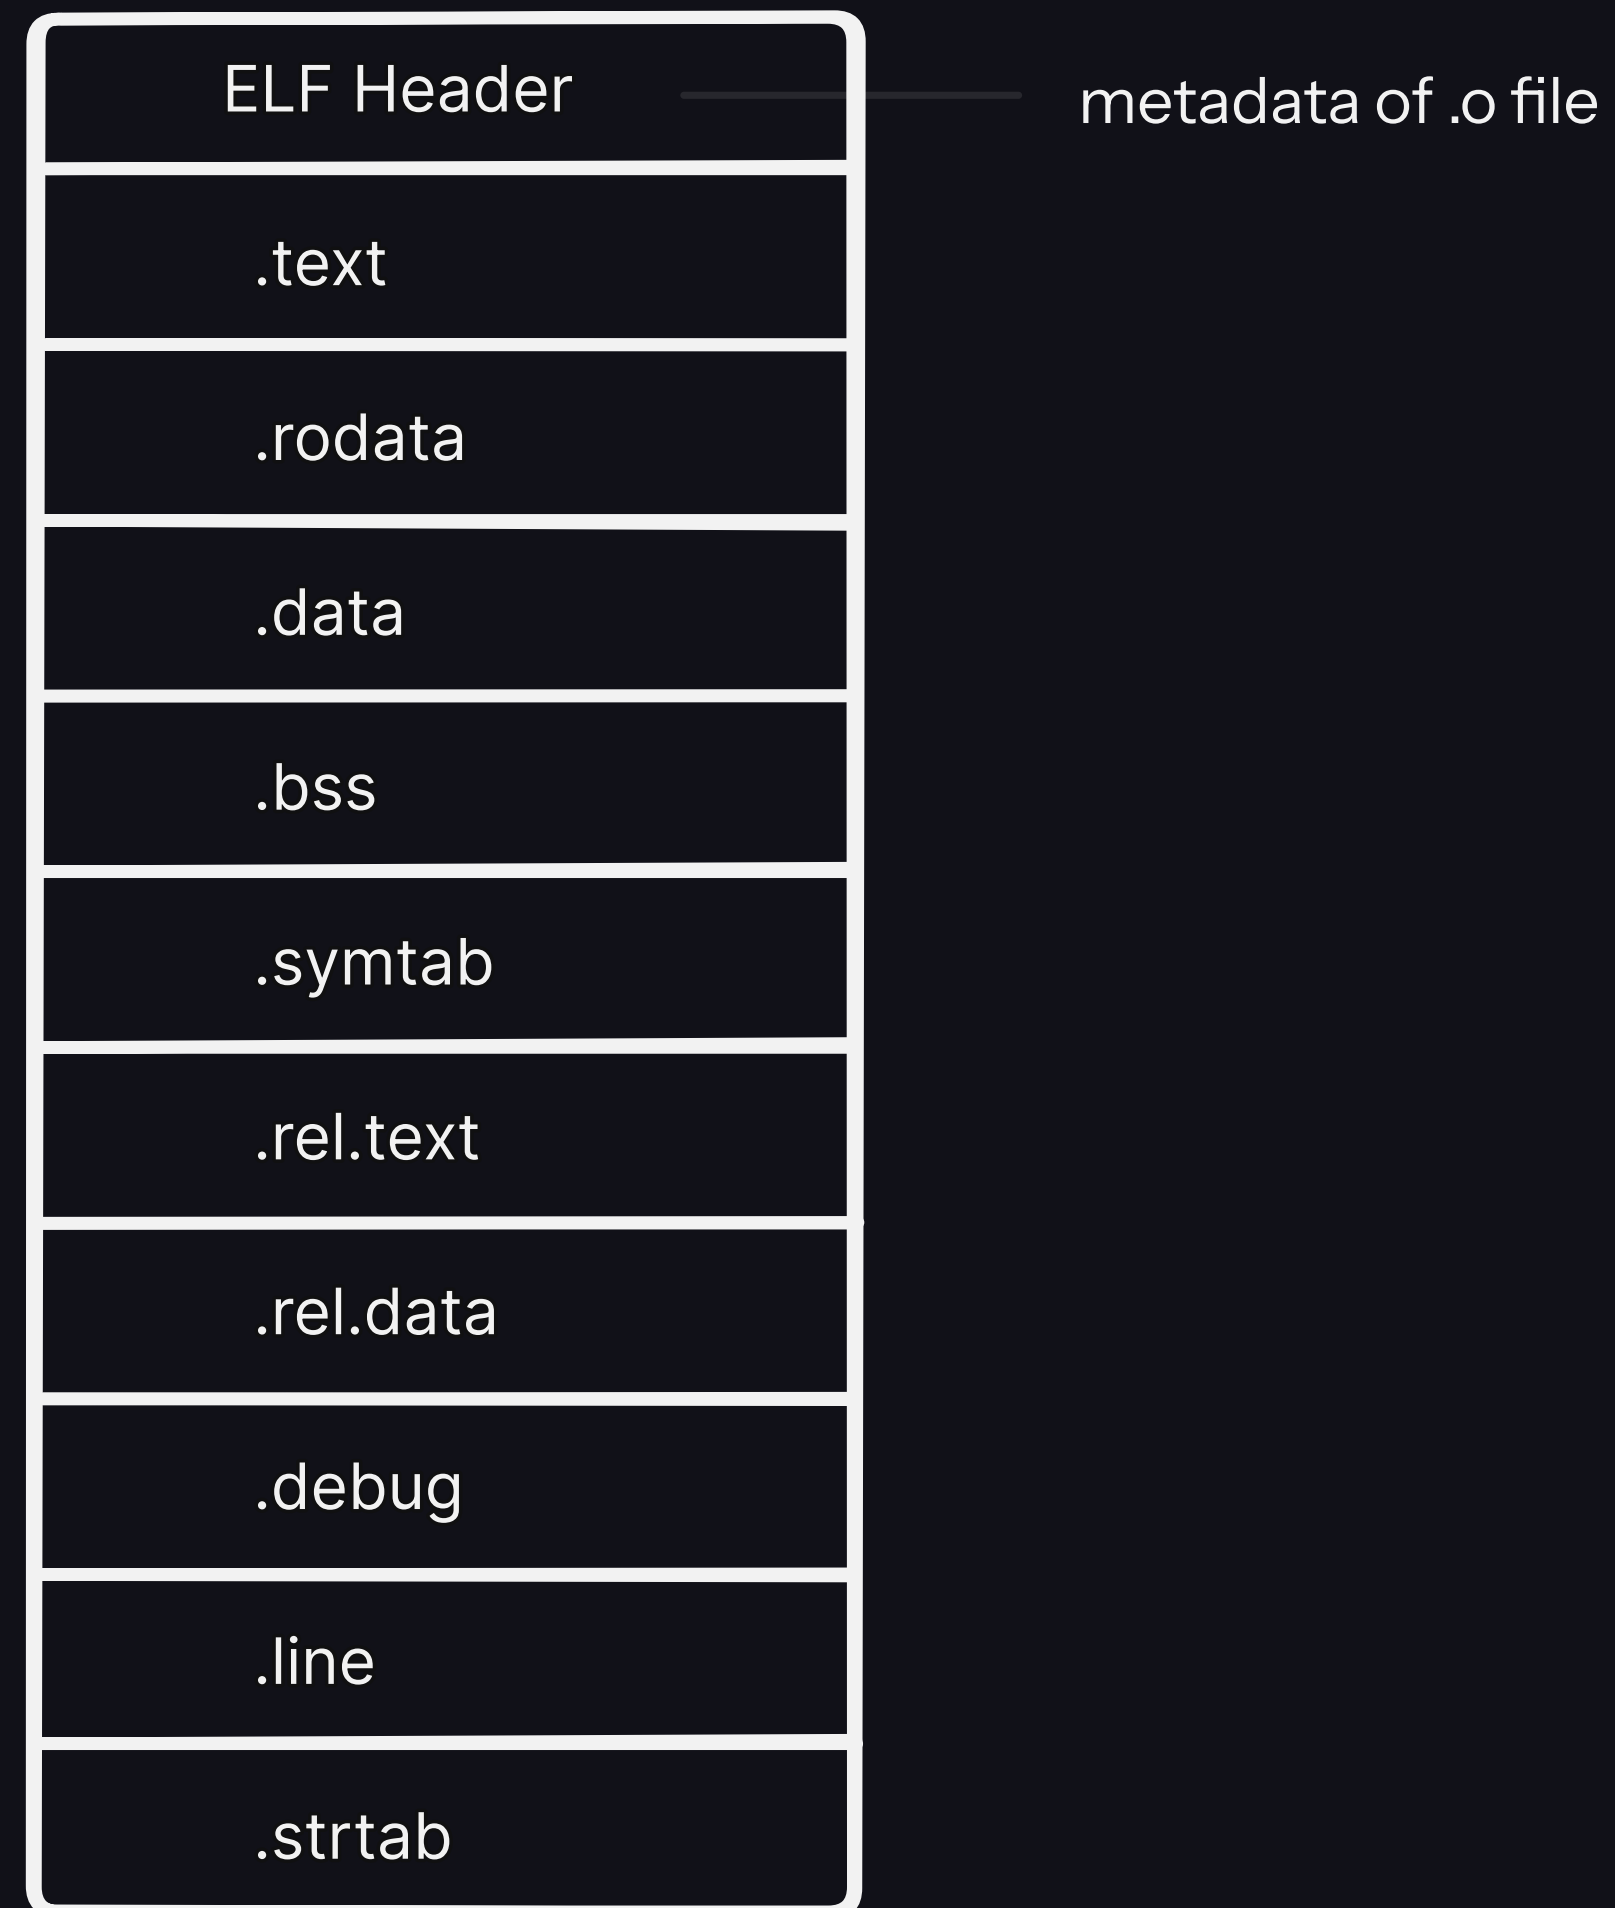 ELF Header
metadata of .o file
.text
.rodata
.data
.bss
.symtab
.rel.text
.rel.data
.debug
.line
.strtab